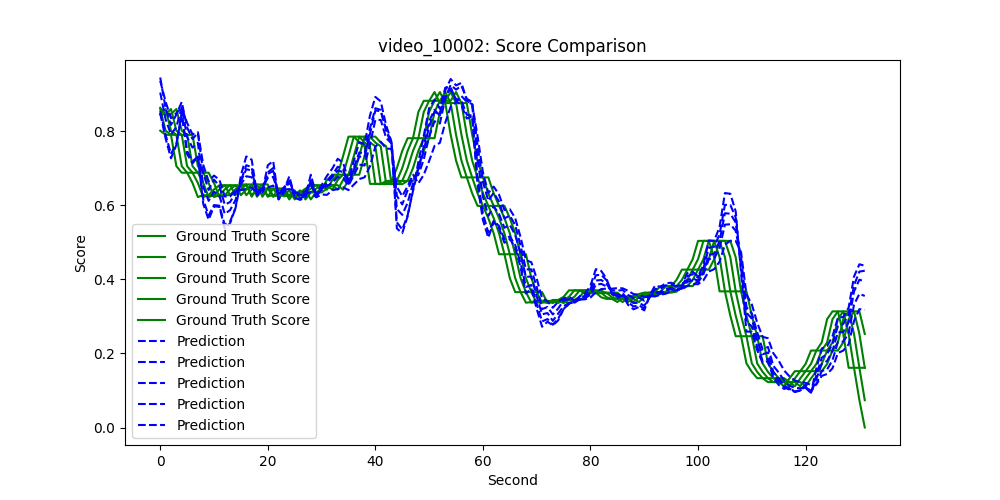 video_10002: Score Comparison
Score
0.8
0.6
0.4
0.2
0.0
Ground Truth Score
Ground Truth Score
Ground Truth Score
Ground Truth Score
Ground Truth Score
Prediction
Prediction
Prediction
Prediction
Prediction
0 20 40 60 80 100 120
Second